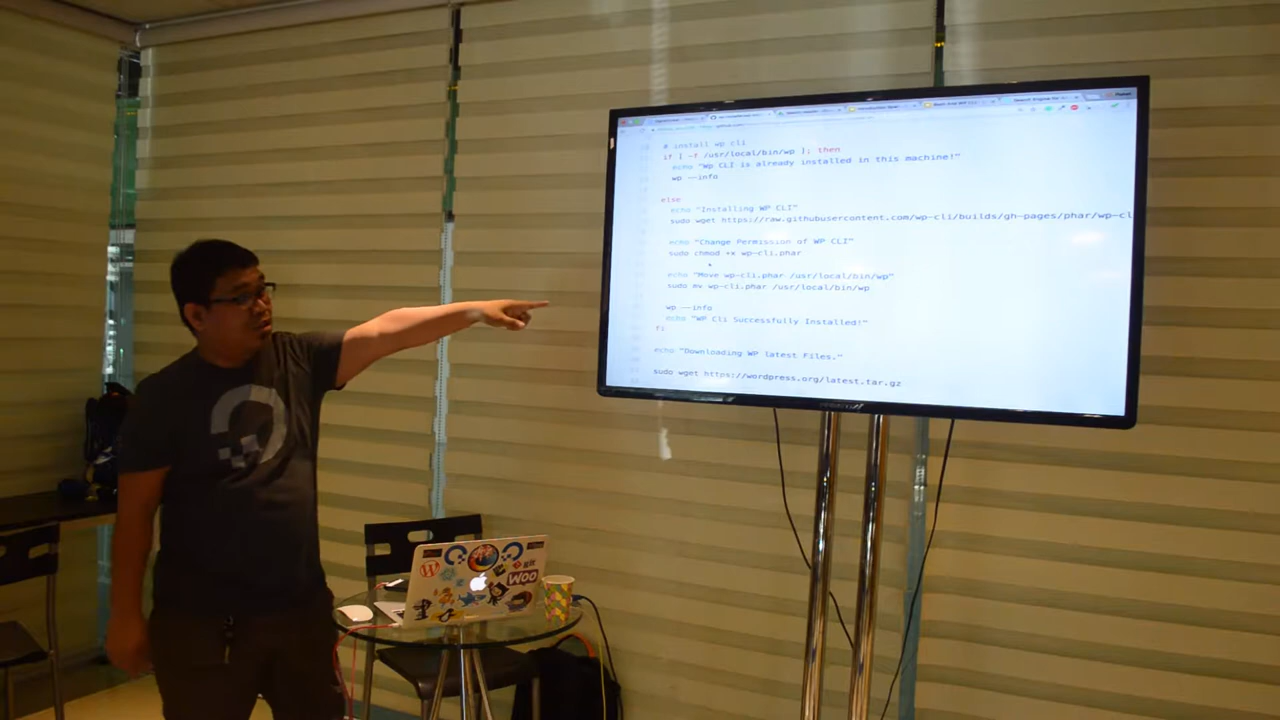 # install wp cli
if [ -f /usr/local/bin/wp ]; then
echo "Wp CLI is already installed in this machine!"
wp --info
else
echo "Installing WP CLI"
sudo wget https://raw.githubusercontent.com/wp-cli/builds/gh-pages/phar/wp-cl
echo "Change Permission of WP CLI"
sudo chmod +x wp-cli.phar
echo "Move wp-cli.phar /usr/local/bin/wp"
sudo mv wp-cli.phar /usr/local/bin/wp
wp --info
echo "WP Cli Successfully Installed!"
fi
echo "Downloading WP latest Files."
sudo wget https://wordpress.org/latest.tar.gz
git
WOO